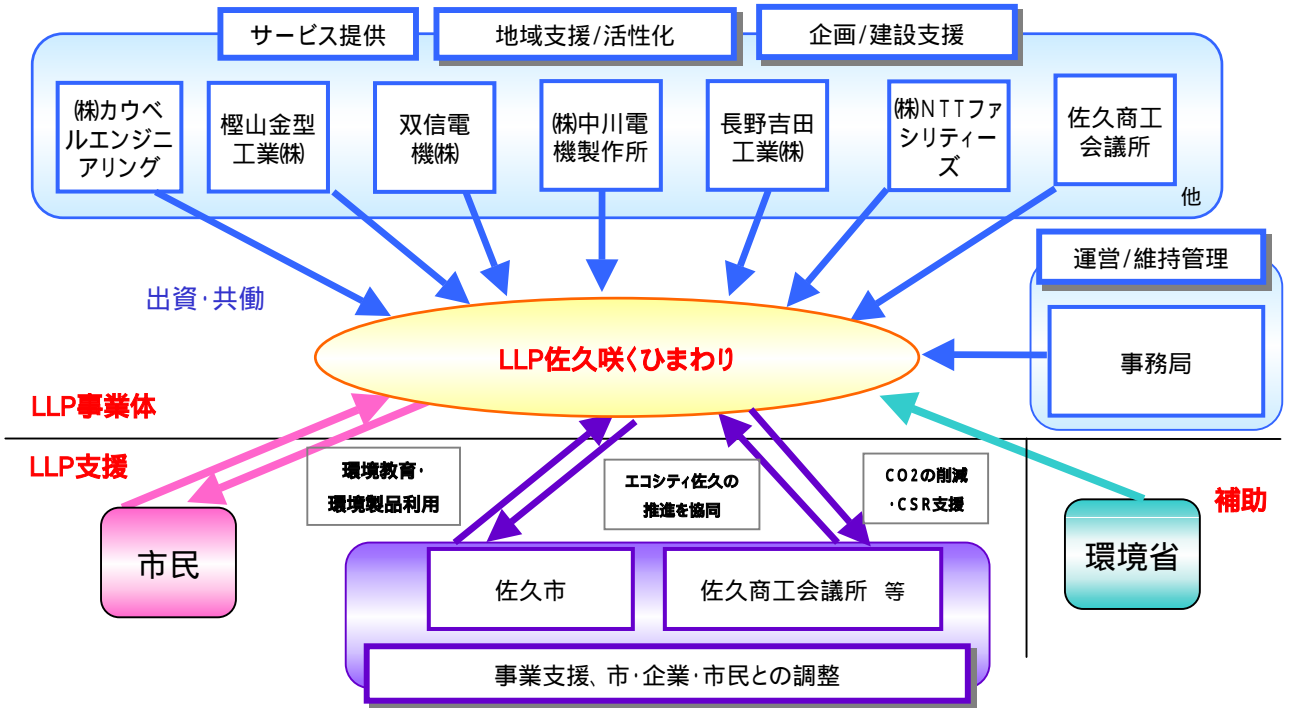 サービス提供
地域支援/活性化
企画/建設支援
㈱カウベ
ルエンジニ
アリング
樫山金型
工業㈱
双信電
機㈱
㈱中川電
機製作所
長野吉田
工業㈱
㈱NTTファ
シリティー
ズ
佐久商工
会議所
他
運営/維持管理
事務局
出資・共働
LLP佐久咲くひまわり
LLP事業体
LLP支援
環境教育・
環境製品利用
エコシティ佐久の
推進を協同
CO2の削減
・CSR支援
補助
市民
環境省
佐久市
佐久商工会議所 等
事業支援、市・企業・市民との調整